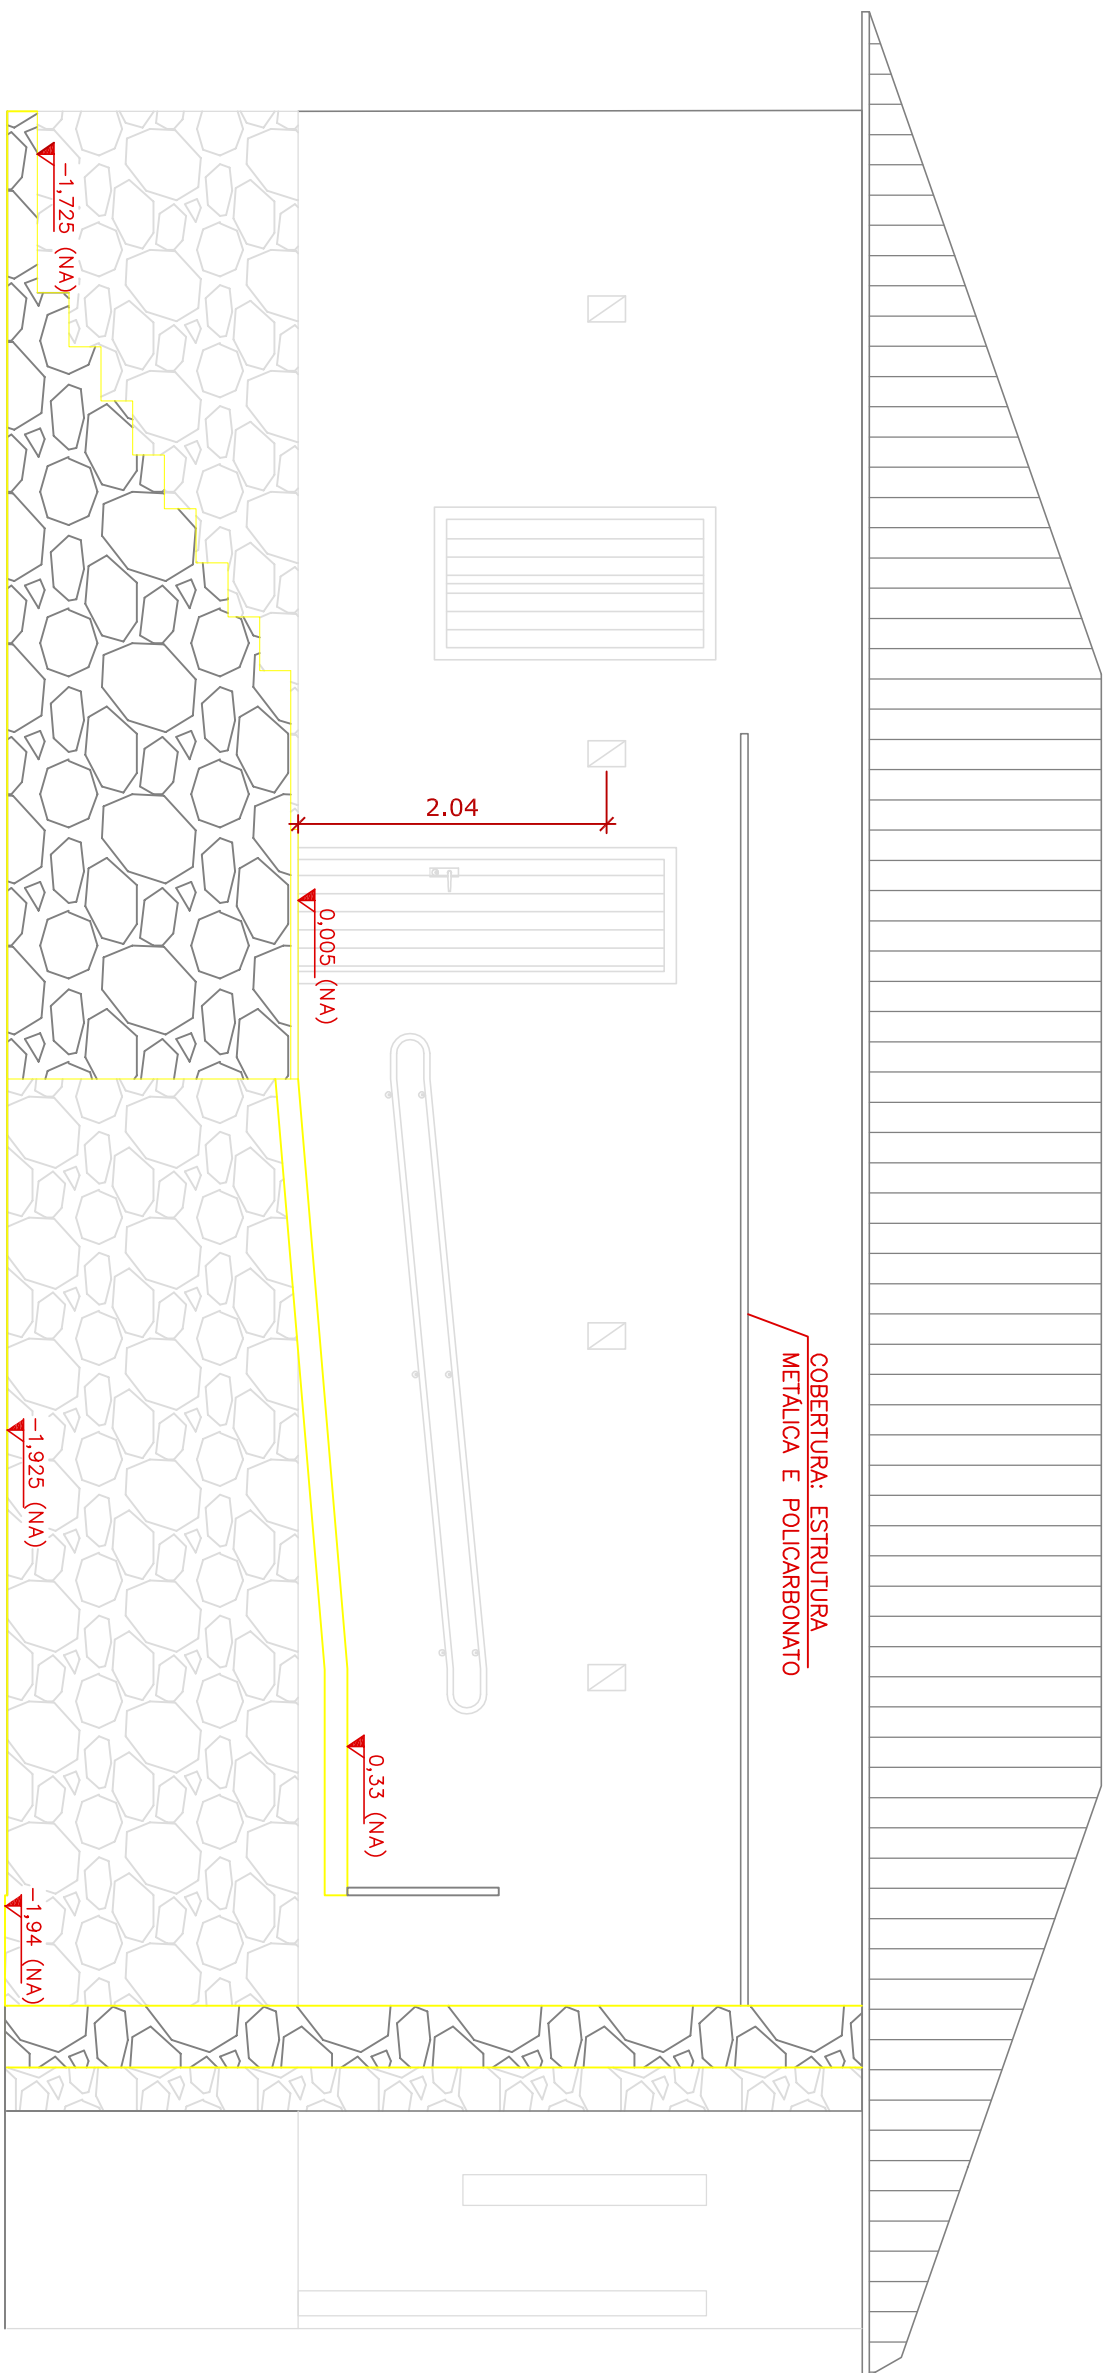 −1,725 (NA)
2.04
0,005 (NA)
COBERTURA: ESTRUTURA
METÁLICA E POLICARBONATO
−1,925 (NA)
0,33 (NA)
−1,94 (NA)